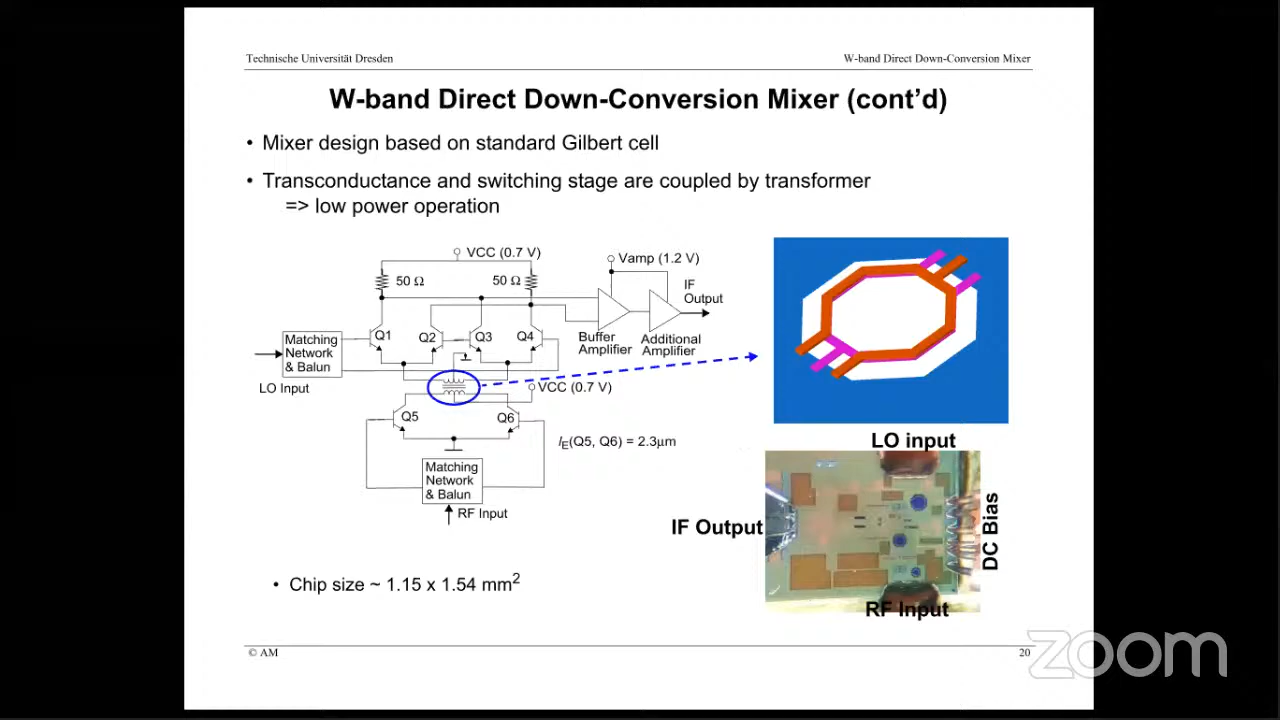 Technische Universität Dresden
W-band Direct Down-Conversion Mixer
W-band Direct Down-Conversion Mixer (cont'd)
• Mixer design based on standard Gilbert cell
• Transconductance and switching stage are coupled by transformer
=> low power operation
VCC (0.7 V)
50 Ω
50 Ω
Vamp (1.2 V)
IF
Output
Q1
Q2
Q3
Q4
Buffer
Amplifier
Additional
Amplifier
Matching
Network
& Balun
LO Input
VCC (0.7 V)
Q5
Q6
lE(Q5, Q6) = 2.3μm
Matching
Network
& Balun
RF Input
LO input
IF Output
DC Bias
RF Input
• Chip size ~ 1.15 x 1.54 mm²
© AM
20
zoom